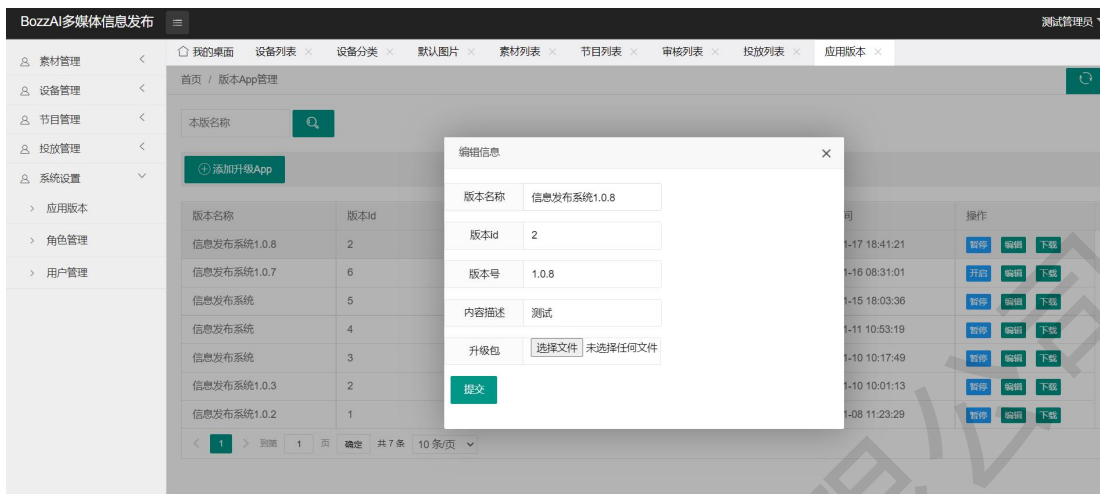 BozzAI多媒体信息发布
测试管理员
素材管理
设备管理
节目管理
投放管理
系统设置
应用版本
角色管理
用户管理
我的桌面 设备列表 设备分类 默认图片 素材列表 节目列表 审核列表 投放列表 应用版本
首页 / 版本App管理
本版名称
添加升级App
版本名称 版本Id 操作
信息发布系统1.0.8 2 1-17 18:41:21 暂停 编辑 下载
信息发布系统1.0.7 6 1-16 08:31:01 开启 编辑 下载
信息发布系统 5 1-15 18:03:36 暂停 编辑 下载
信息发布系统 4 1-11 10:53:19 暂停 编辑 下载
信息发布系统 3 1-10 10:17:49 暂停 编辑 下载
信息发布系统1.0.3 2 1-10 10:01:13 暂停 编辑 下载
信息发布系统1.0.2 1 1-08 11:23:29 暂停 编辑 下载
1 到第 1 页 确定 共7条 10条/页
编辑信息
版本名称 信息发布系统1.0.8
版本id 2
版本号 1.0.8
内容描述 测试
升级包 选择文件 未选择任何文件
提交
限公司